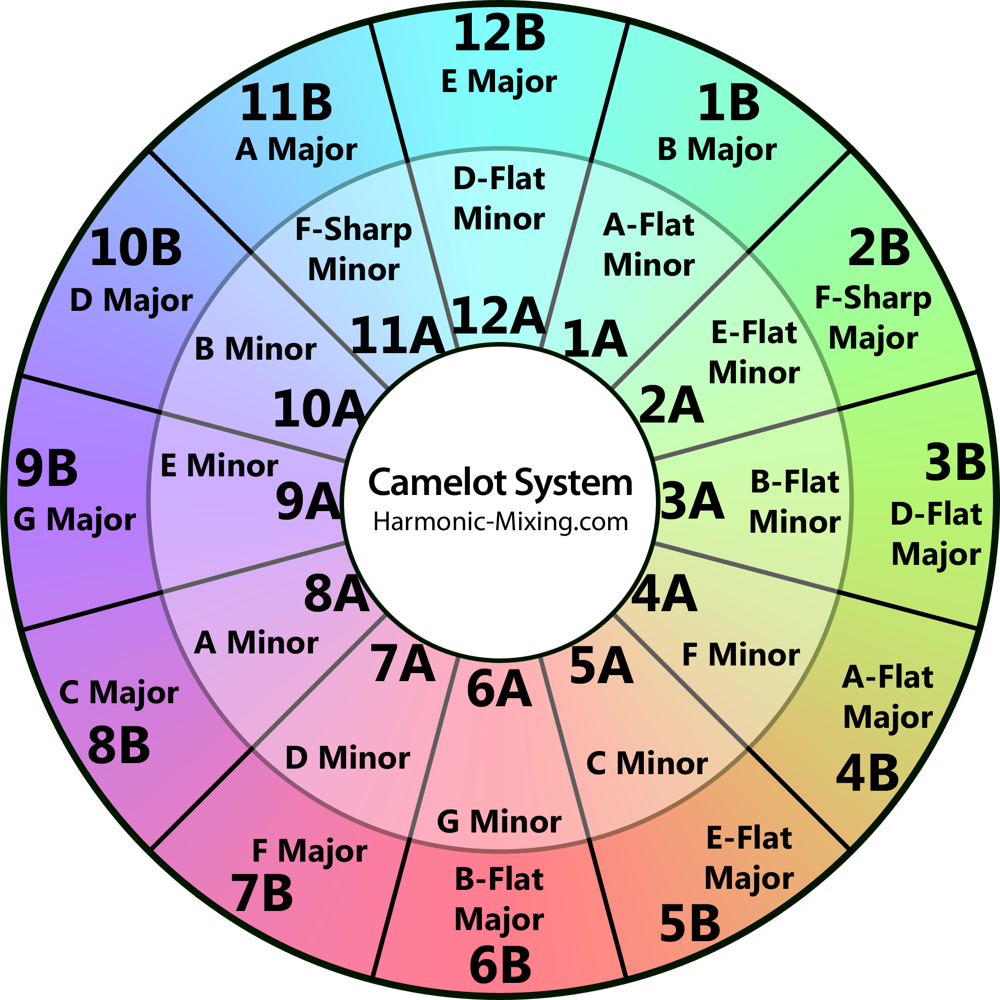 12B
E Major
1B
B Major
2B
F-Sharp
Major
3B
D-Flat
Major
A-Flat
Major
4B
E-Flat
Major
5B
B-Flat
Major
6B
F Major
7B
C Major
8B
9B
G Major
10B
D Major
11B
A Major
D-Flat
Minor
12A
A-Flat
Minor
1A
E-Flat
Minor
2A
B-Flat
Minor
3A
4A
F Minor
5A
C Minor
6A
G Minor
7A
D Minor
8A
A Minor
E Minor
9A
B Minor
10A
F-Sharp
Minor
11A
Camelot System
Harmonic-Mixing.com